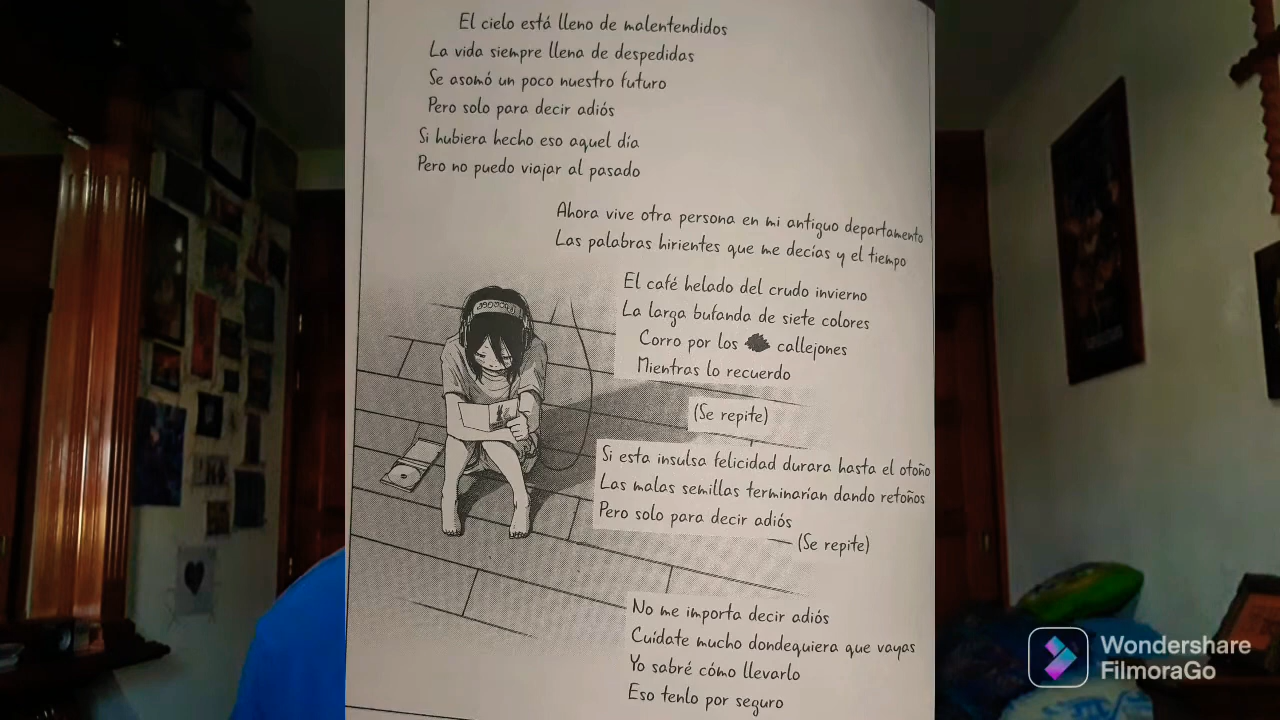 El cielo está lleno de malentendidos
La vida siempre llena de despedidas
Se asomó un poco nuestro futuro
Pero solo para decir adiós
Si hubiera hecho eso aquel día
Pero no puedo viajar al pasado
Ahora vive otra persona en mi antiguo departamento
Las palabras hirientes que me decías y el tiempo
El café helado del crudo invierno
La larga bufanda de siete colores
Corro por los callejones
Mientras lo recuerdo
(Se repite)
Si esta insulsa felicidad durara hasta el otoño
Las malas semillas terminarían dando retoños
Pero solo para decir adiós
(Se repite)
No me importa decir adiós
Cuídate mucho dondequiera que vayas
Yo sabré cómo llevarlo
Eso tenlo por seguro
Wondershare
FilmoraGo